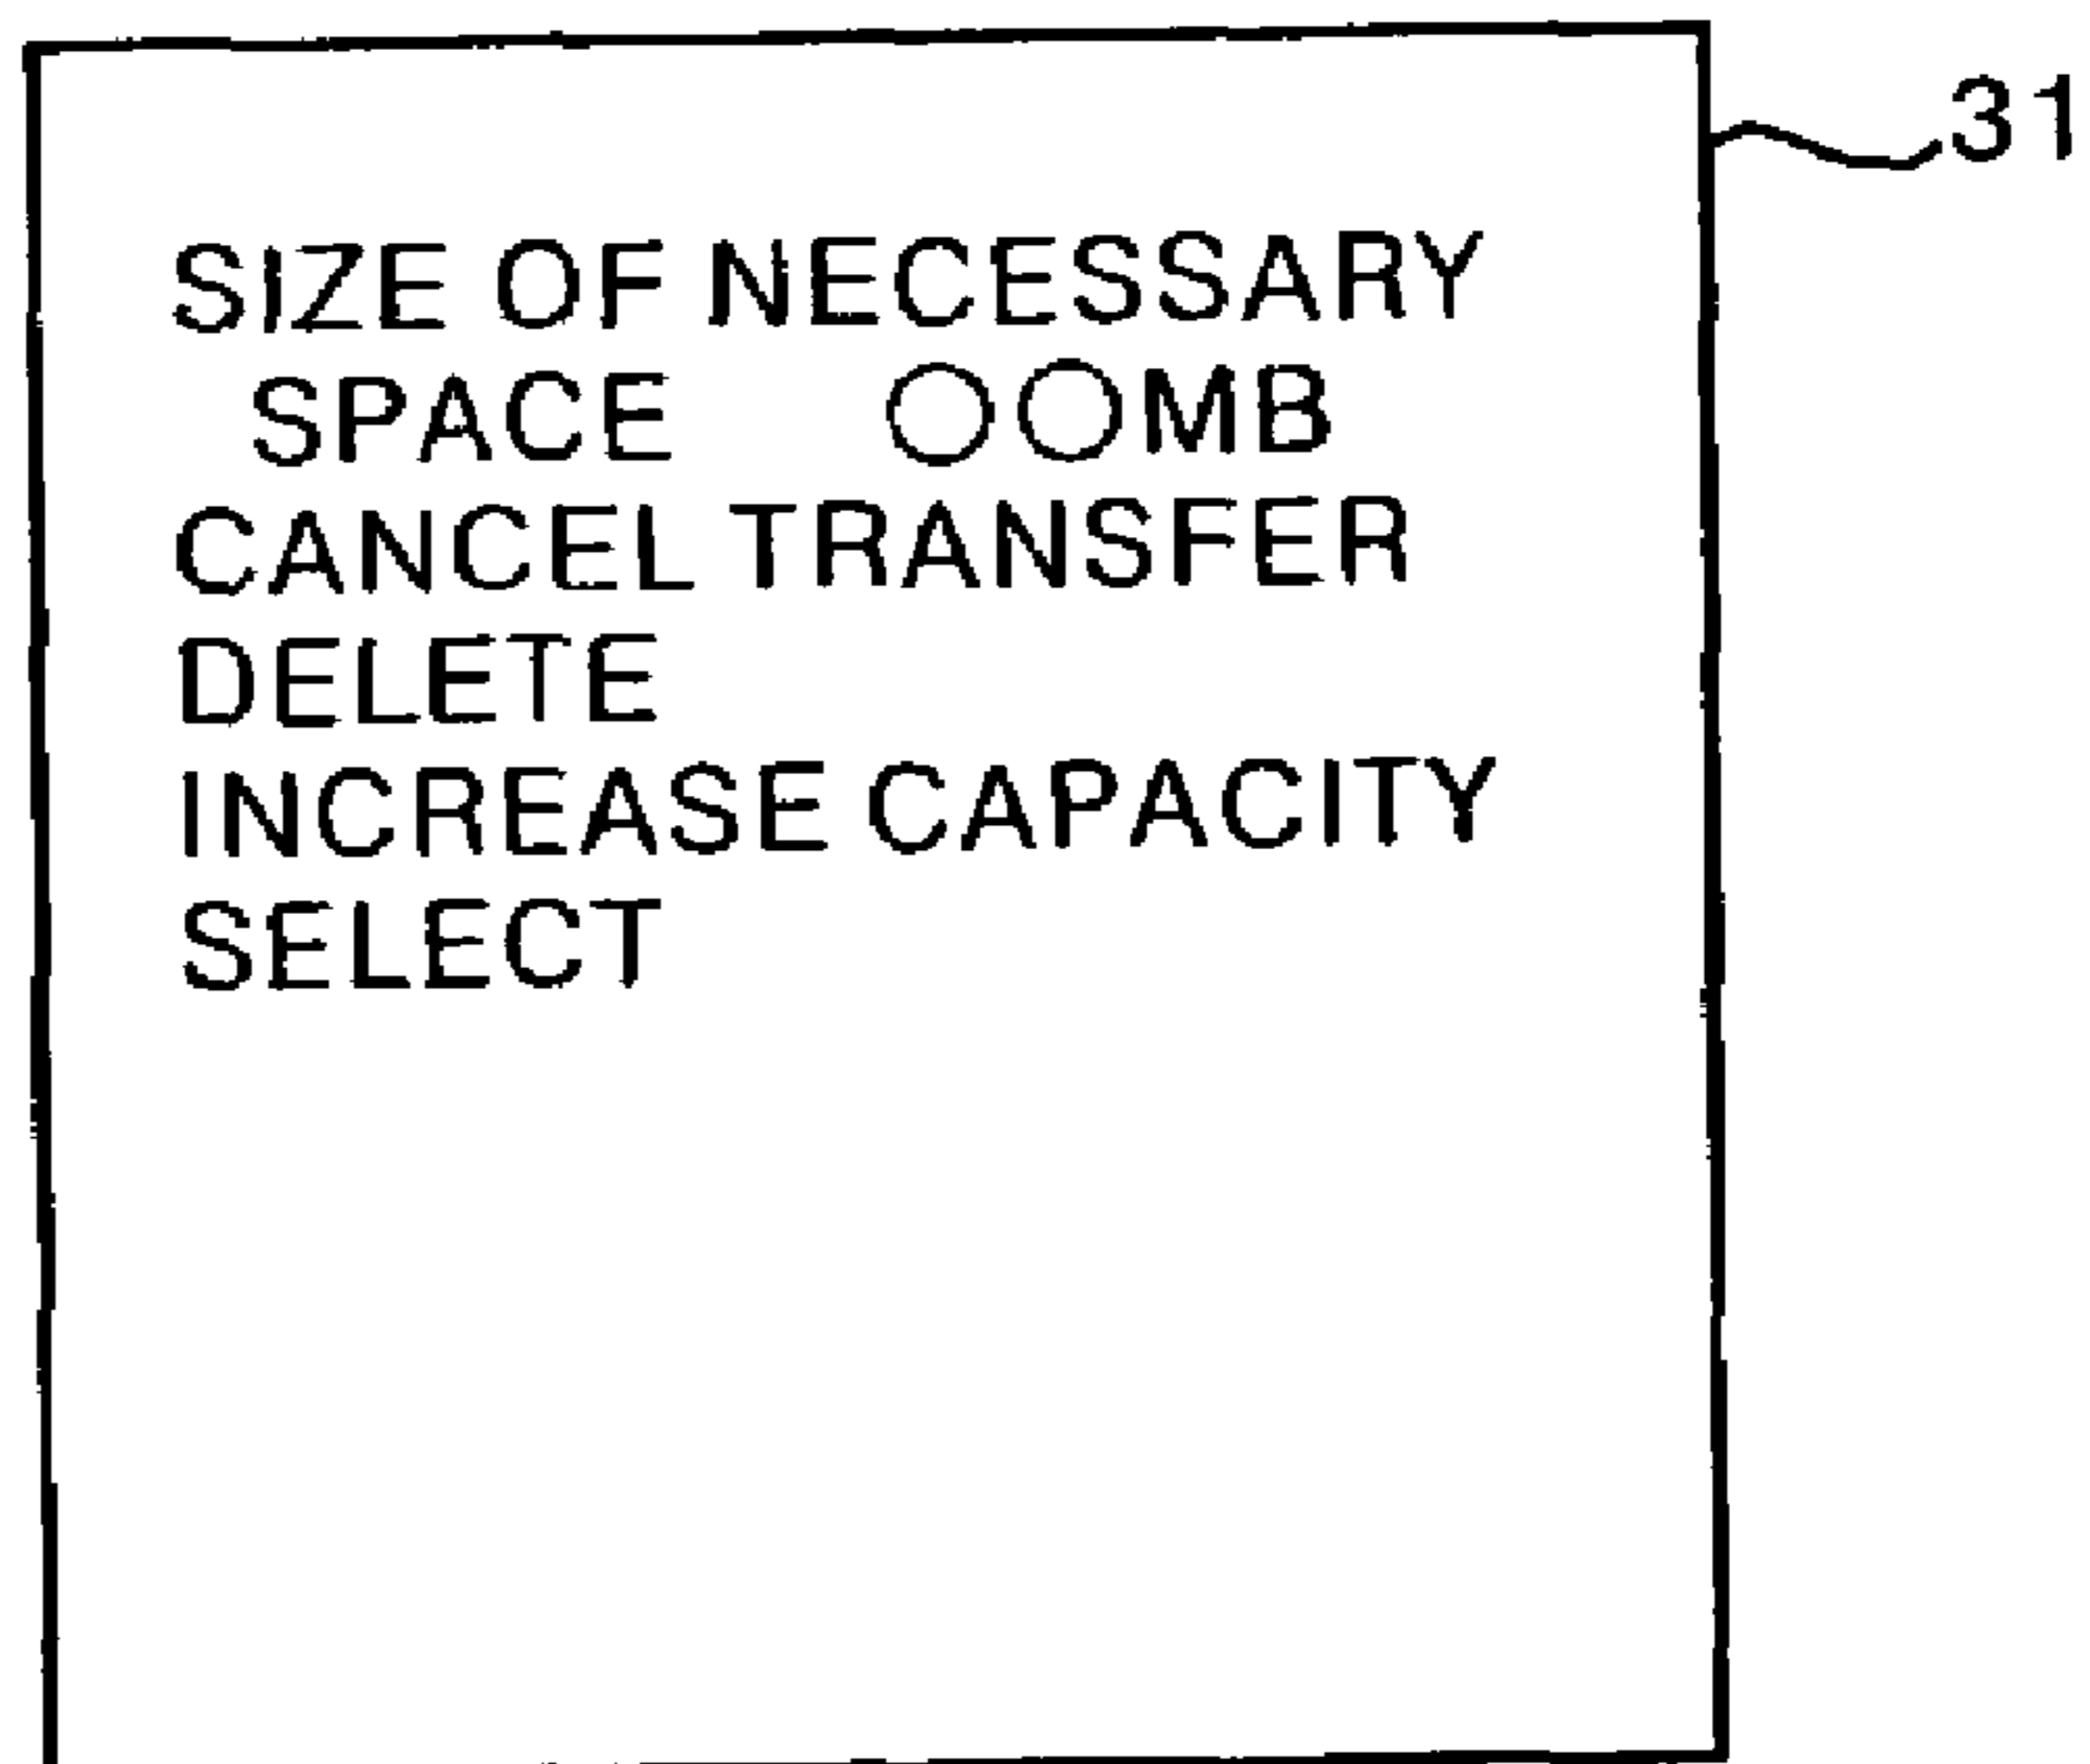 31
SIZE OF NECESSARY
SPACE ○○MB
CANCEL TRANSFER
DELETE
INCREASE CAPACITY
SELECT